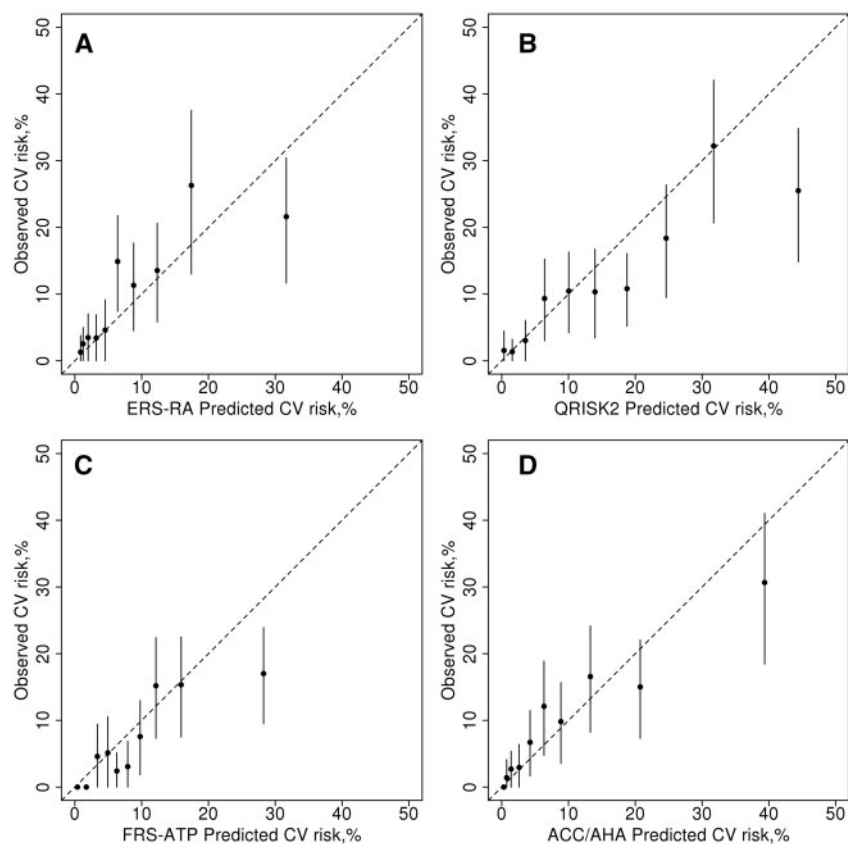 A
Observed CV risk,%
0 10 20 30 40 50
0 10 20 30 40 50
ERS-RA Predicted CV risk,%
B
Observed CV risk,%
0 10 20 30 40 50
0 10 20 30 40 50
QRISK2 Predicted CV risk,%
C
Observed CV risk,%
0 10 20 30 40 50
0 10 20 30 40 50
FRS-ATP Predicted CV risk,%
D
Observed CV risk,%
0 10 20 30 40 50
0 10 20 30 40 50
ACC/AHA Predicted CV risk,%